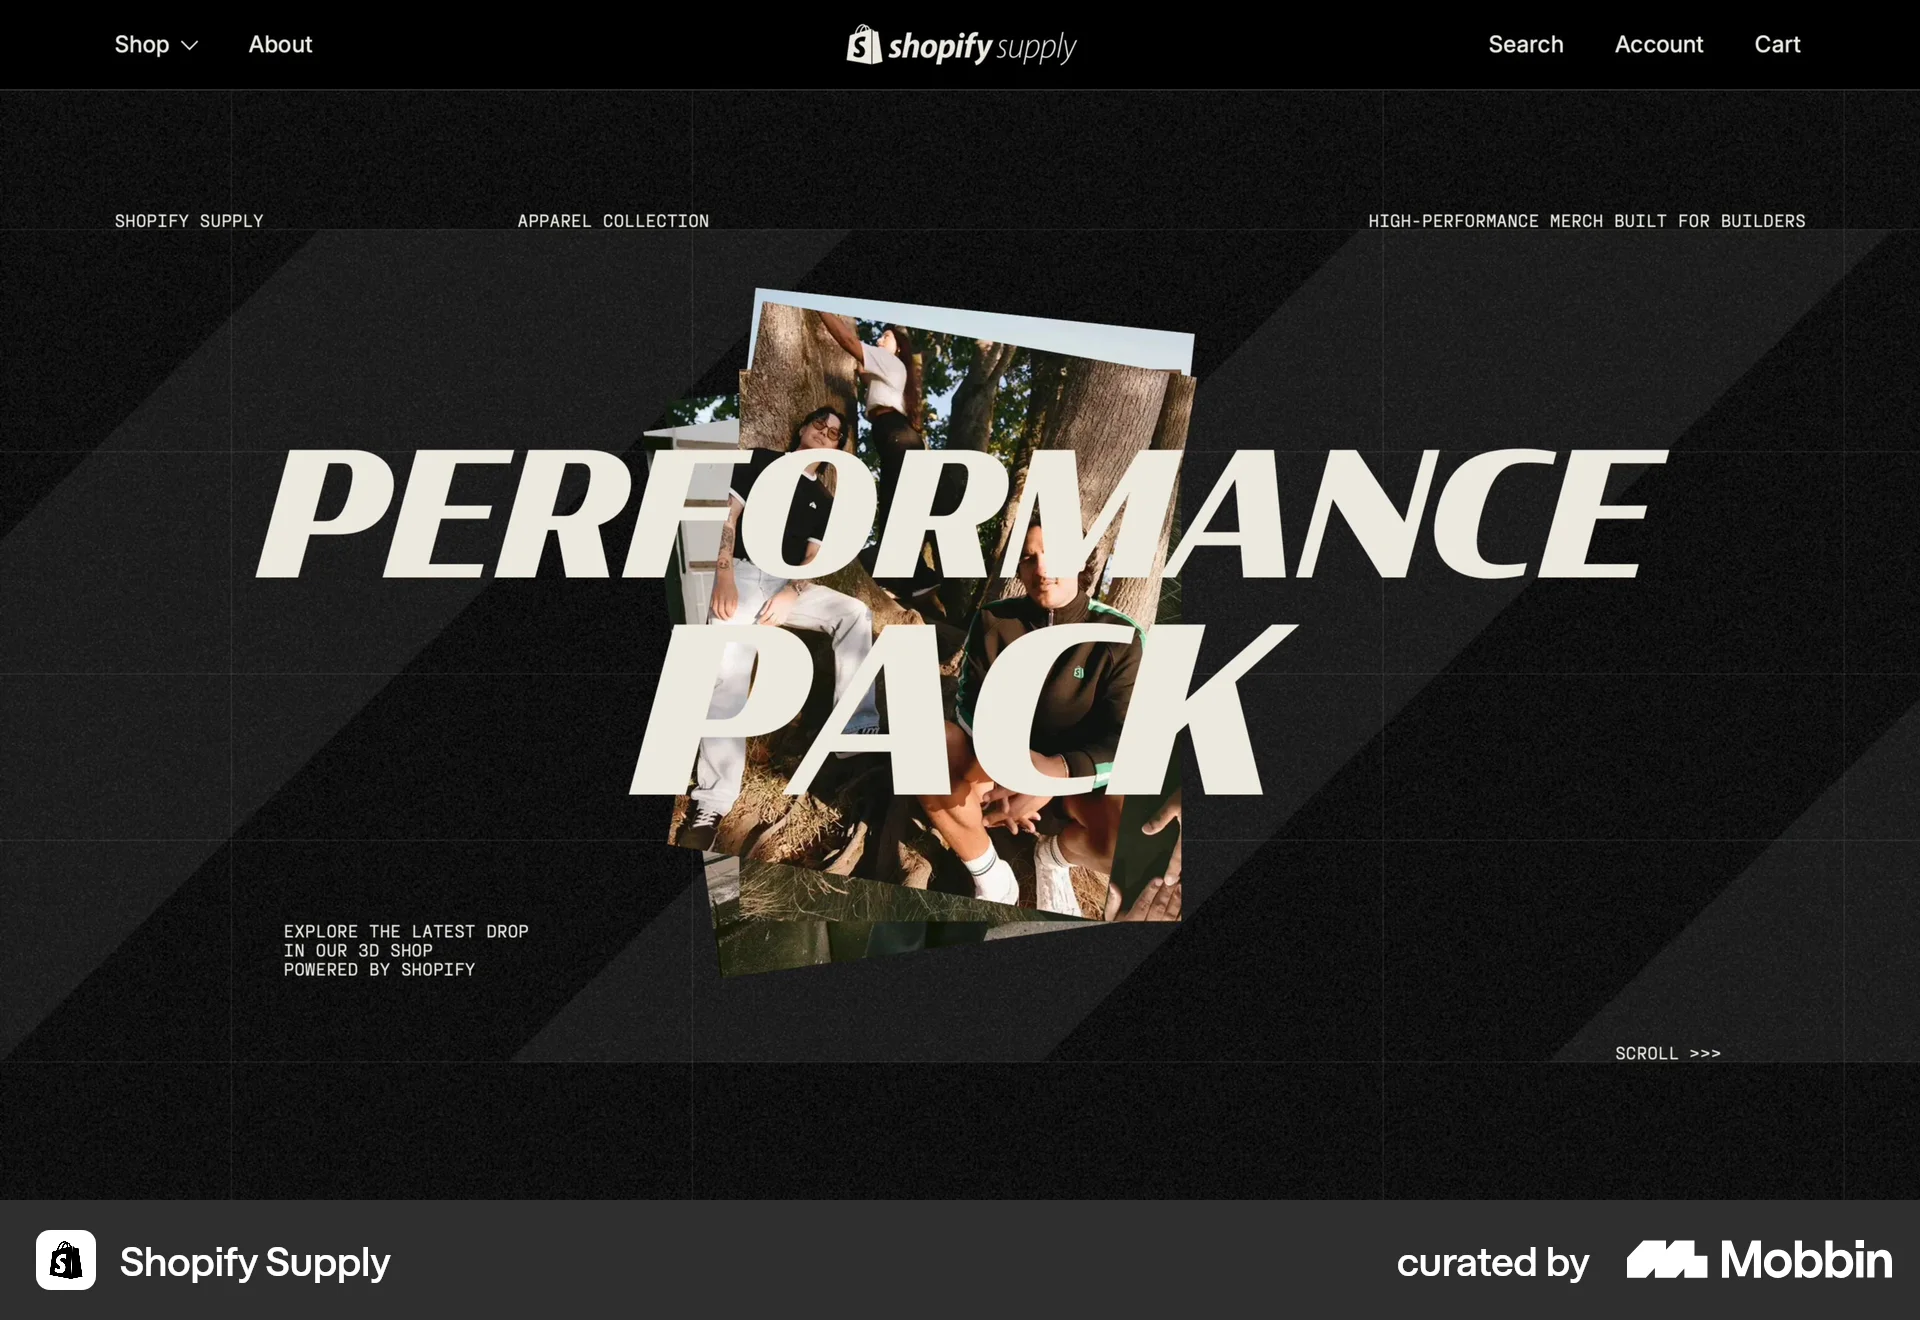 Shop
About
shopify supply
Search
Account
Cart
SHOPIFY SUPPLY
APPAREL COLLECTION
HIGH-PERFORMANCE MERCH BUILT FOR BUILDERS
PERFORMANCE
PACK
EXPLORE THE LATEST DROP
IN OUR 3D SHOP
POWERED BY SHOPIFY
SCROLL >>>
Shopify Supply
curated by
Mobbin